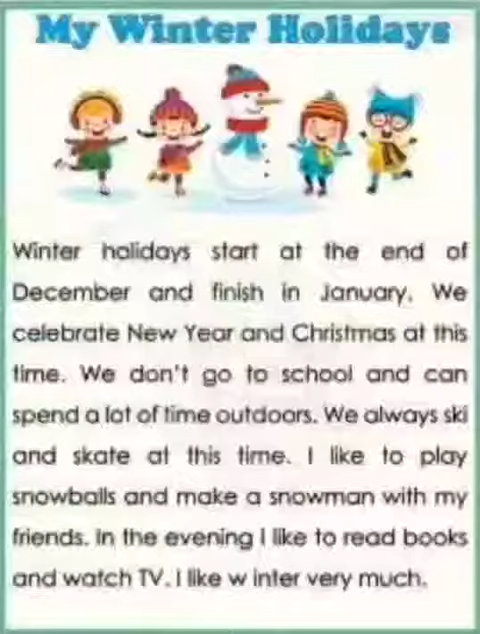 My Winter Holidays
Winter holidays start at the end of
December and finish in January. We
celebrate New Year and Christmas at this
time. We don't go to school and can
spend a lot of time outdoors. We always ski
and skate at this time. I like to play
snowballs and make a snowman with my
friends. In the evening I like to read books
and watch TV. I like w inter very much.